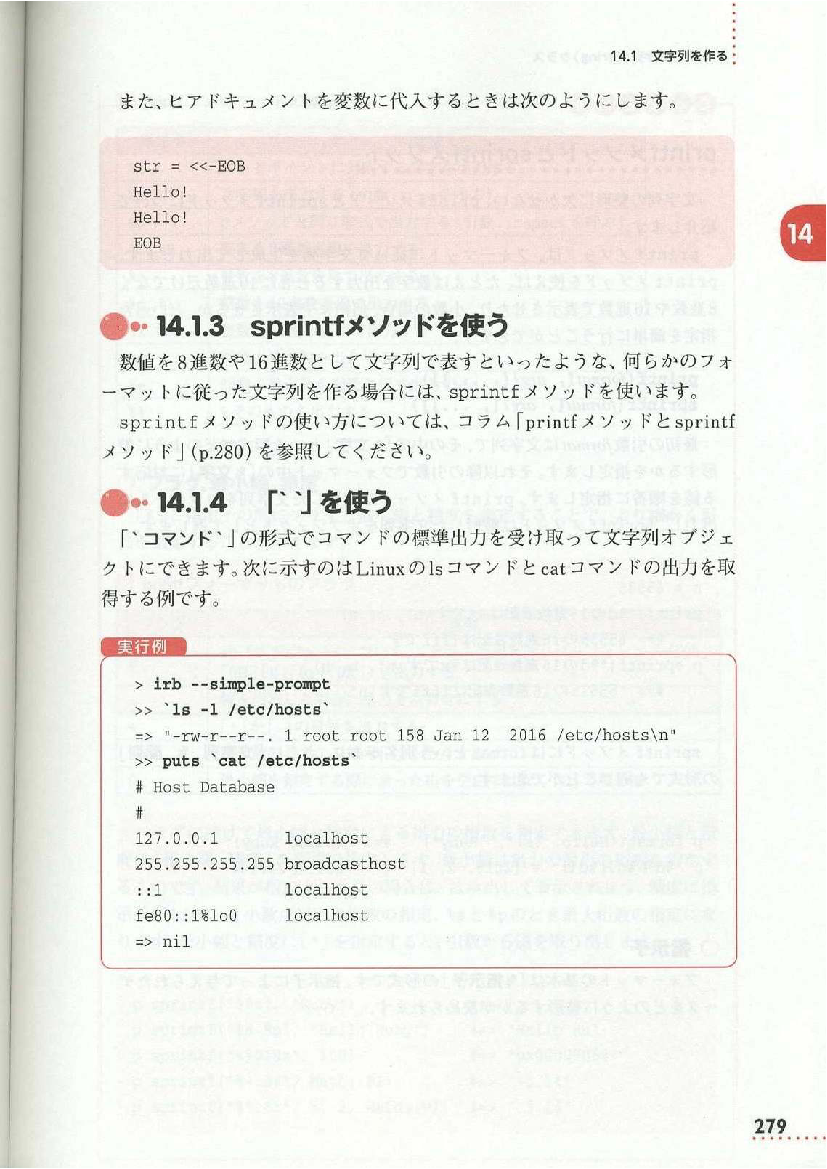 14.1 文字列を作る
また、ヒアドキュメントを変数に代入するときは次のようにします。
str = <<-EOB
Hello!
Hello!
EOB
14
14.1.3 sprintfメソッドを使う
数値を8進数や16進数として文字列で表すといったような、何らかのフォ
ーマットに従った文字列を作る場合には、sprintfメソッドを使います。
sprintfメソッドの使い方については、コラム「printfメソッドとsprintf
メソッド」(p.280)を参照してください。
14.1.4 「``」を使う
「`コマンド`」の形式でコマンドの標準出力を受け取って文字列オブジェ
クトにできます。次に示すのはLinuxのlsコマンドとcatコマンドの出力を取
得する例です。
実行例
> irb --simple-prompt
>> `ls -l /etc/hosts`
=> "-rw-r--r--. 1 root root 158 Jan 12  2016 /etc/hosts\n"
>> puts `cat /etc/hosts`
# Host Database
#
127.0.0.1       localhost
255.255.255.255 broadcasthost
::1             localhost
fe80::1%lo0     localhost
=> nil
279